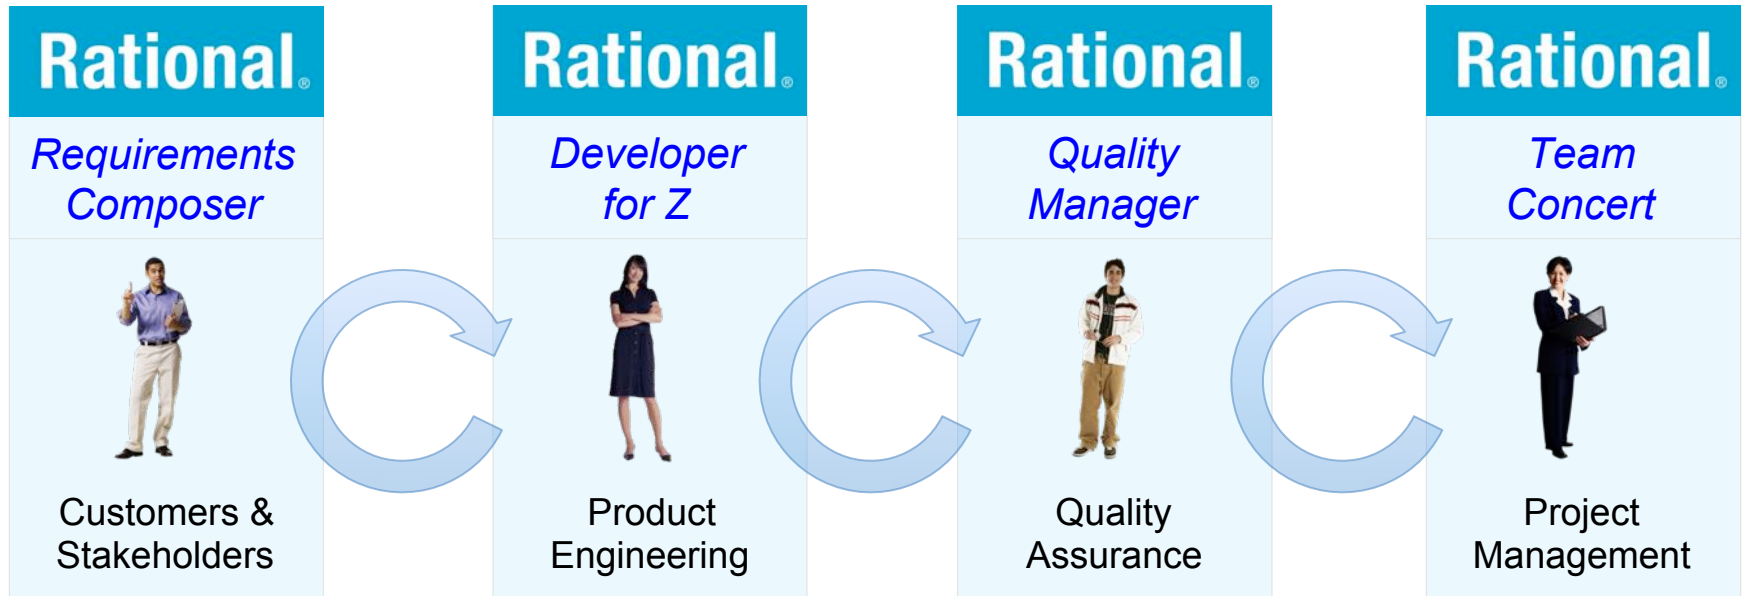 Rational®
Requirements
Composer
Customers &
Stakeholders
Rational®
Developer
for Z
Product
Engineering
Rational®
Quality
Manager
Quality
Assurance
Rational®
Team
Concert
Project
Management